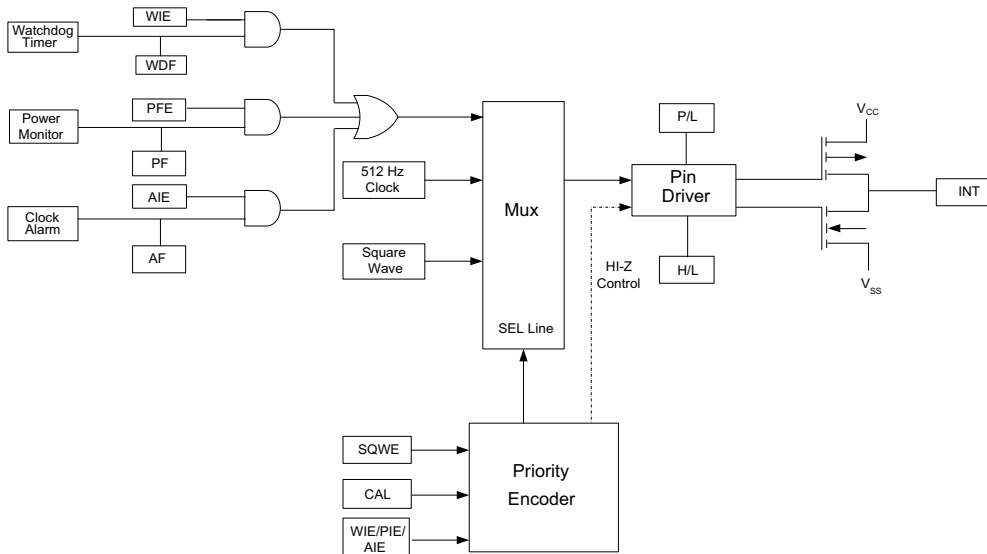 WIE
Watchdog
Timer
WDF
PFE
Power
Monitor
PF
AIE
Clock
Alarm
AF
512 Hz
Clock
Square
Wave
Mux
SEL Line
P/L
Pin
Driver
H/L
HI-Z
Control
VCC
INT
VSS
SQWE
CAL
WIE/PIE/
AIE
Priority
Encoder